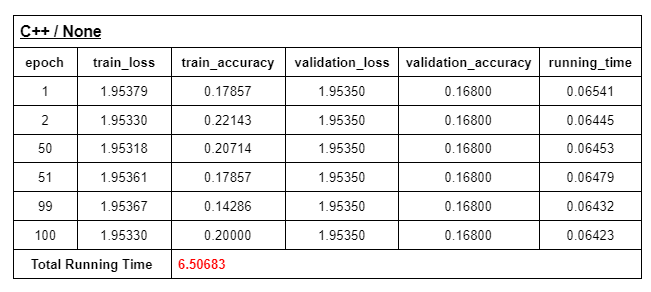 C++ / None
epoch train_loss train_accuracy validation_loss validation_accuracy running_time
1 1.95379 0.17857 1.95350 0.16800 0.06541
2 1.95330 0.22143 1.95350 0.16800 0.06445
50 1.95318 0.20714 1.95350 0.16800 0.06453
51 1.95361 0.17857 1.95350 0.16800 0.06479
99 1.95367 0.14286 1.95350 0.16800 0.06432
100 1.95330 0.20000 1.95350 0.16800 0.06423
Total Running Time 6.50683